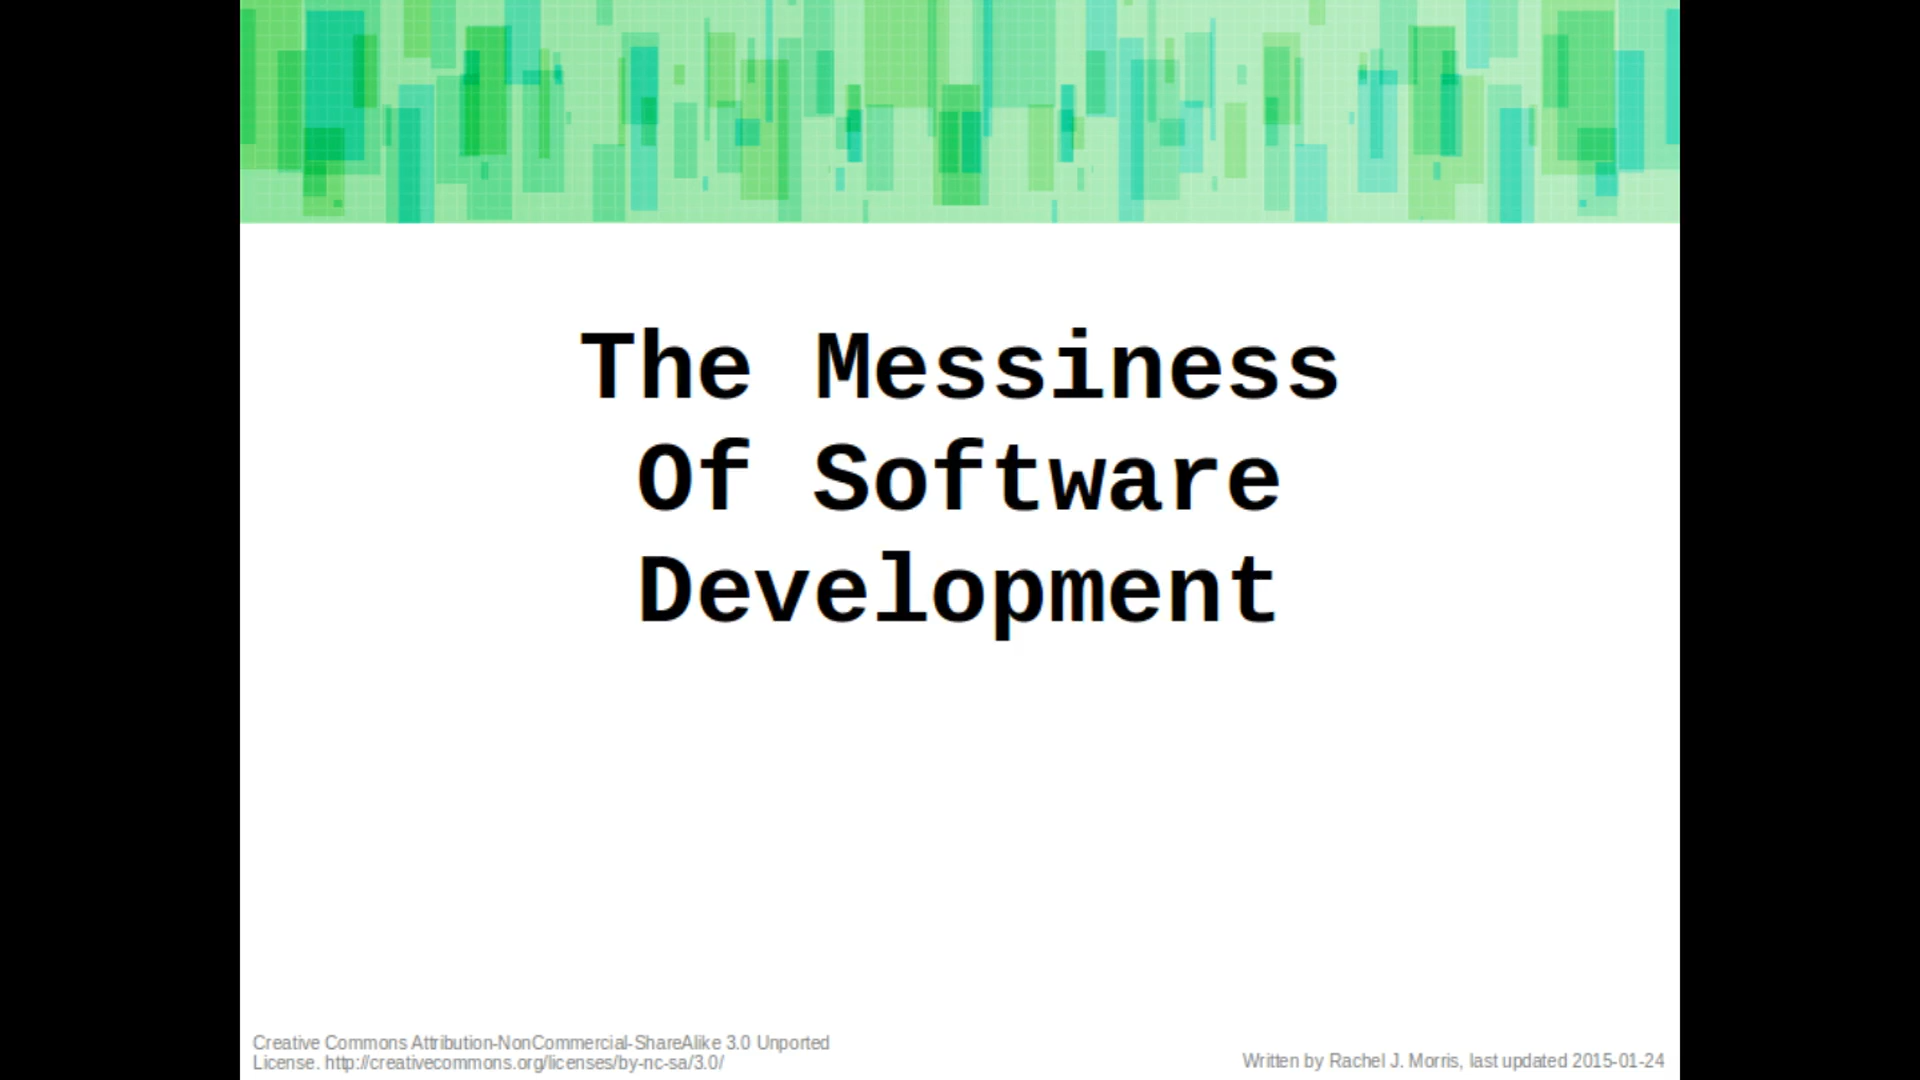 The Messiness
Of Software
Development
Creative Commons Attribution-NonCommercial-ShareAlike 3.0 Unported
License. http://creativecommons.org/licenses/by-nc-sa/3.0/
Written by Rachel J. Morris, last updated 2015-01-24